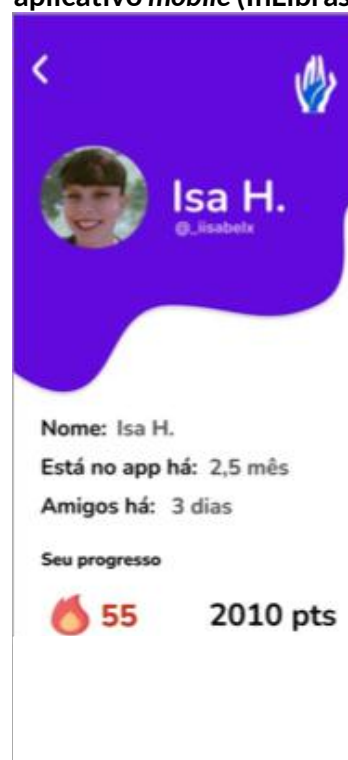 aplicativo mobile (InLibras
Isa H.
@_iisabelx
Nome: Isa H.
Está no app há: 2,5 mês
Amigos há: 3 dias
Seu progresso
55 2010 pts